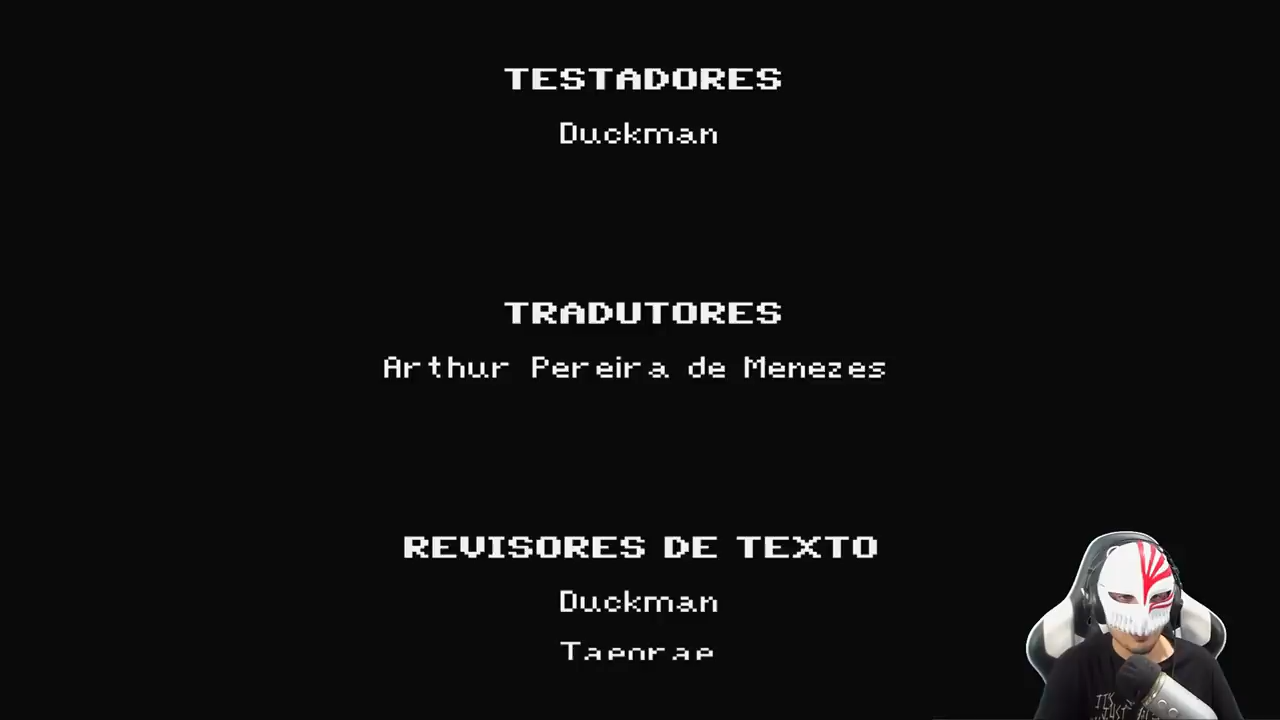 TESTADORES
Duckman
TRADUTORES
Arthur Pereira de Menezes
REVISORES DE TEXTO
Duckman